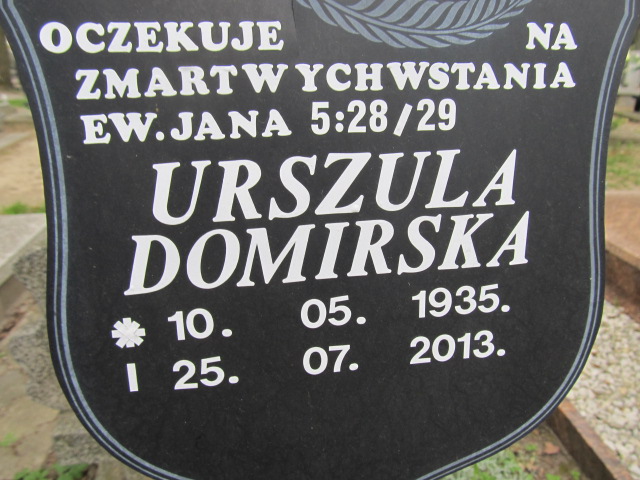 OCZEKUJE NA
ZMARTWYCHWSTANIA
EW. JANA 5:28/29
URSZULA
DOMIRSKA
* 10. 05. 1935.
I 25. 07. 2013.